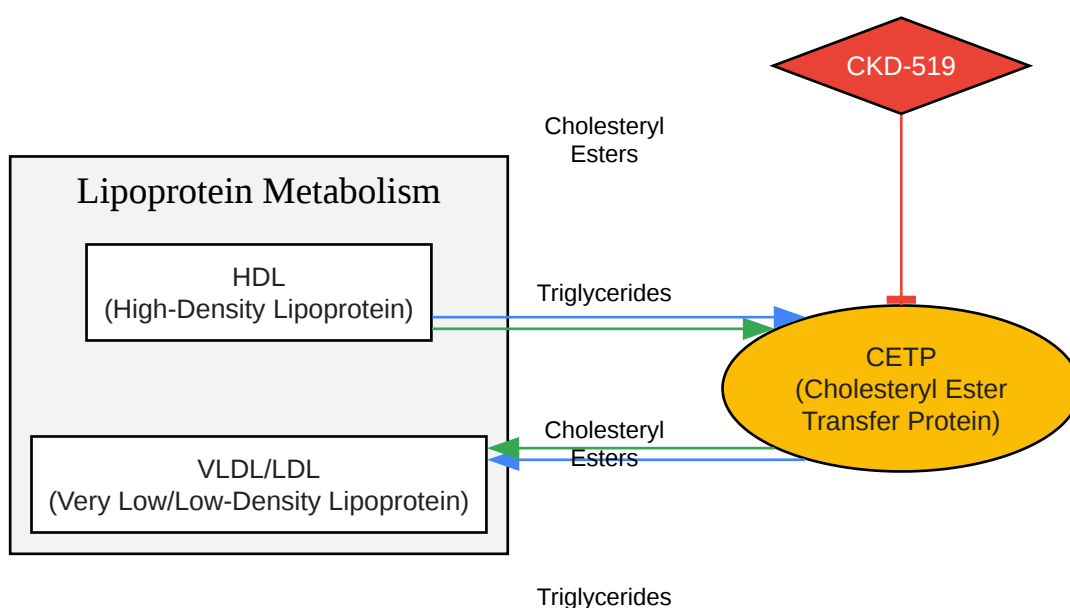 CKD-519
Cholesteryl
Esters
Lipoprotein Metabolism
HDL
(High-Density Lipoprotein)
Triglycerides
CETP
(Cholesteryl Ester
Transfer Protein)
Cholesteryl
Esters
VLDL/LDL
(Very Low/Low-Density Lipoprotein)
Triglycerides